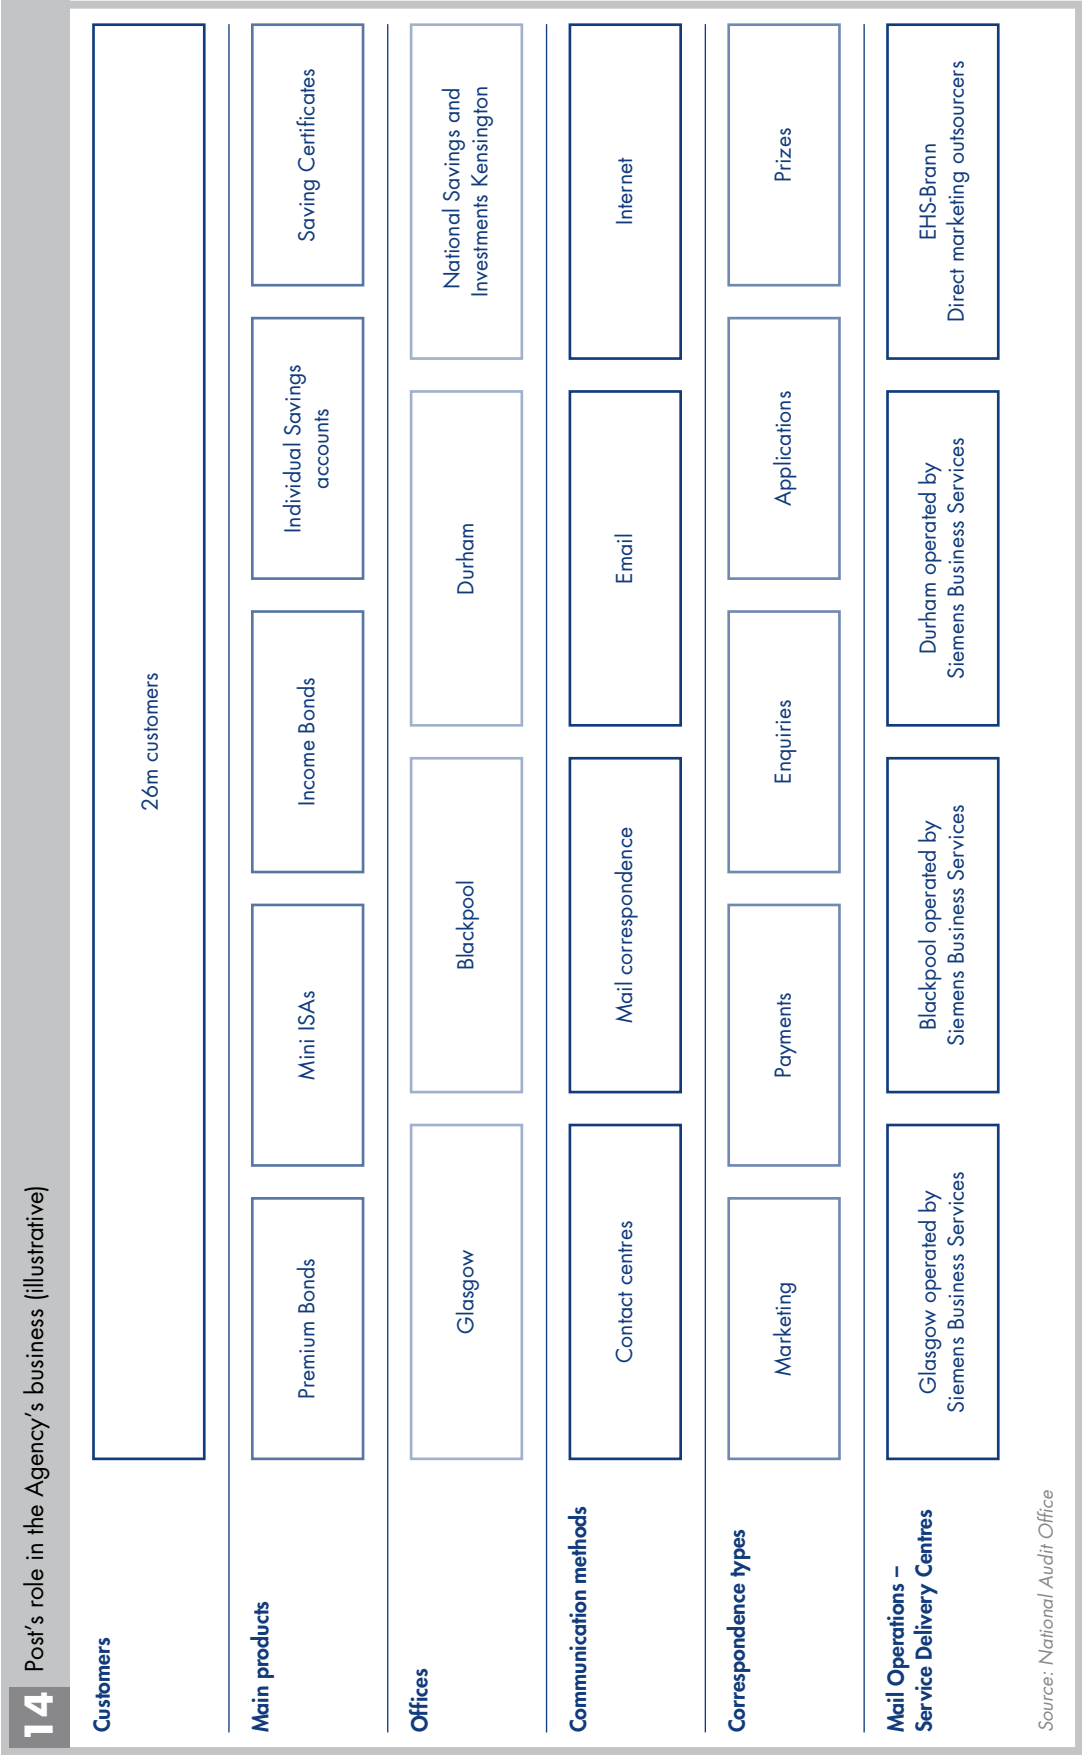 14 Post's role in the Agency's business (illustrative)
Customers
26m customers
Main products
Premium Bonds
Mini ISAs
Income Bonds
Individual Savings
accounts
Saving Certificates
Offices
Glasgow
Blackpool
Durham
National Savings and
Investments Kensington
Communication methods
Contact centres
Mail correspondence
Email
Internet
Correspondence types
Marketing
Payments
Enquiries
Applications
Prizes
Mail Operations –
Service Delivery Centres
Glasgow operated by
Siemens Business Services
Blackpool operated by
Siemens Business Services
Durham operated by
Siemens Business Services
EHS-Brann
Direct marketing outsourcers
Source: National Audit Office